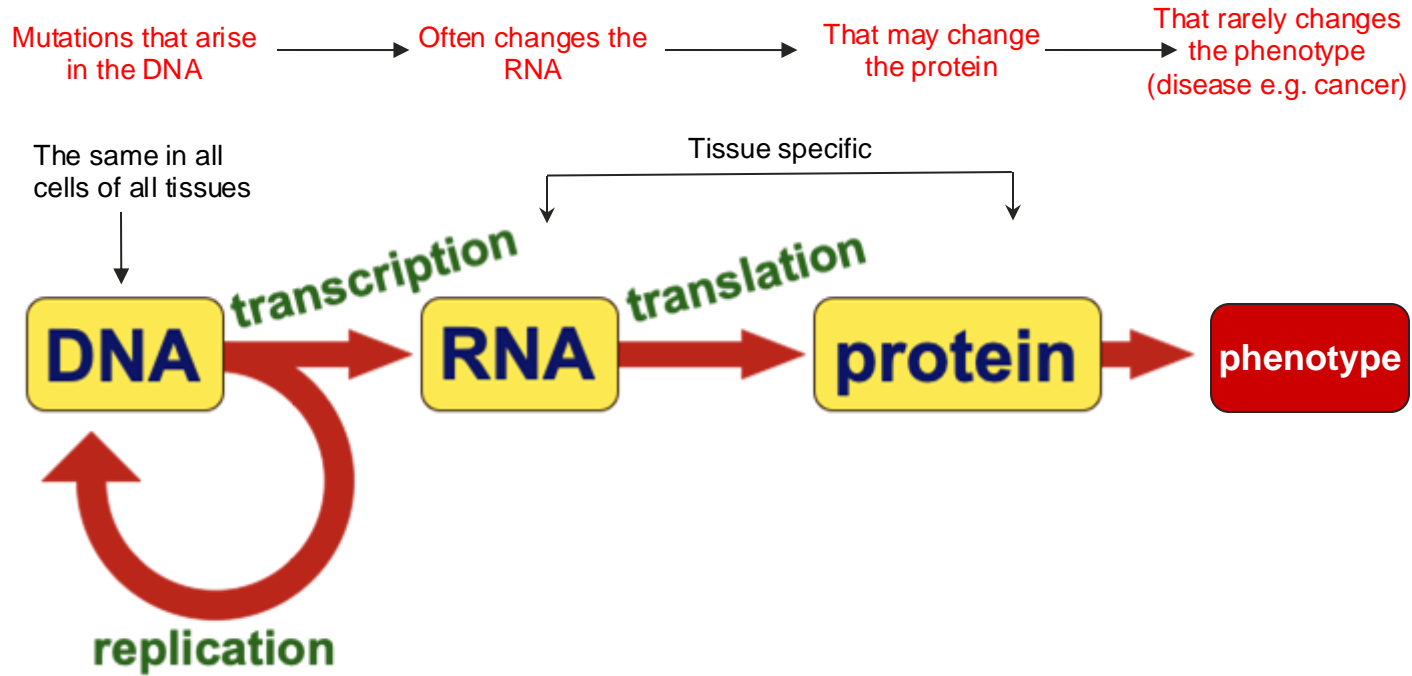 Mutations that arise
in the DNA
Often changes the
RNA
That may change
the protein
That rarely changes
the phenotype
(disease e.g. cancer)
The same in all
cells of all tissues
Tissue specific
transcription
translation
DNA
RNA
protein
phenotype
replication